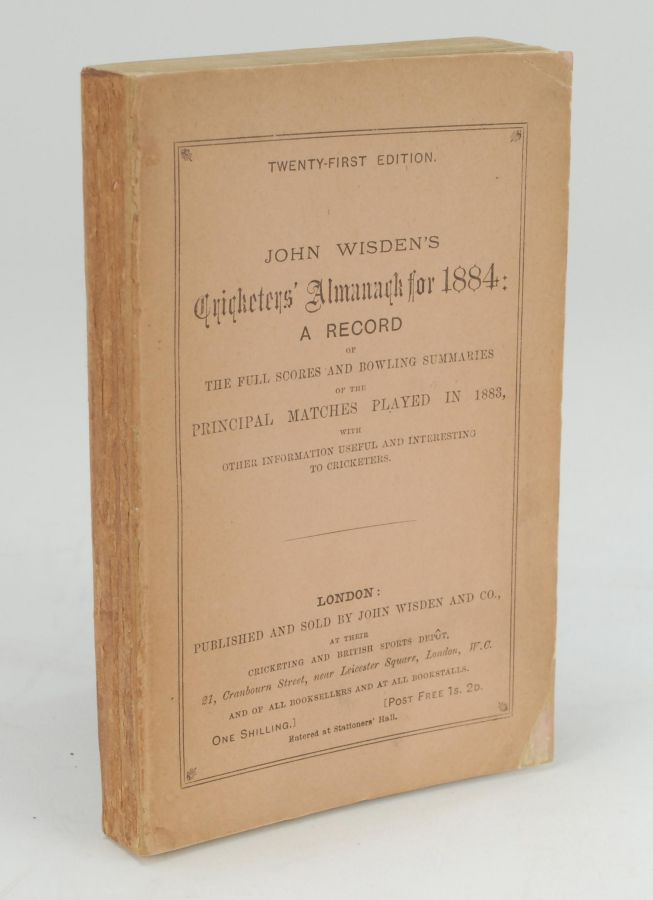 TWENTY-FIRST EDITION.
JOHN WISDEN'S
Cricketers' Almanack for 1884:
A RECORD
OF
THE FULL SCORES AND BOWLING SUMMARIES
OF THE
PRINCIPAL MATCHES PLAYED IN 1883,
WITH
OTHER INFORMATION USEFUL AND INTERESTING
TO CRICKETERS.
LONDON:
PUBLISHED AND SOLD BY JOHN WISDEN AND CO.,
AT THEIR
CRICKETING AND BRITISH SPORTS DEPÔT,
21, Cranbourn Street, near Leicester Square, London, W.C.
AND OF ALL BOOKSELLERS AND AT ALL BOOKSTALLS.
ONE SHILLING.] [POST FREE 1S. 2D.
Entered at Stationers' Hall.